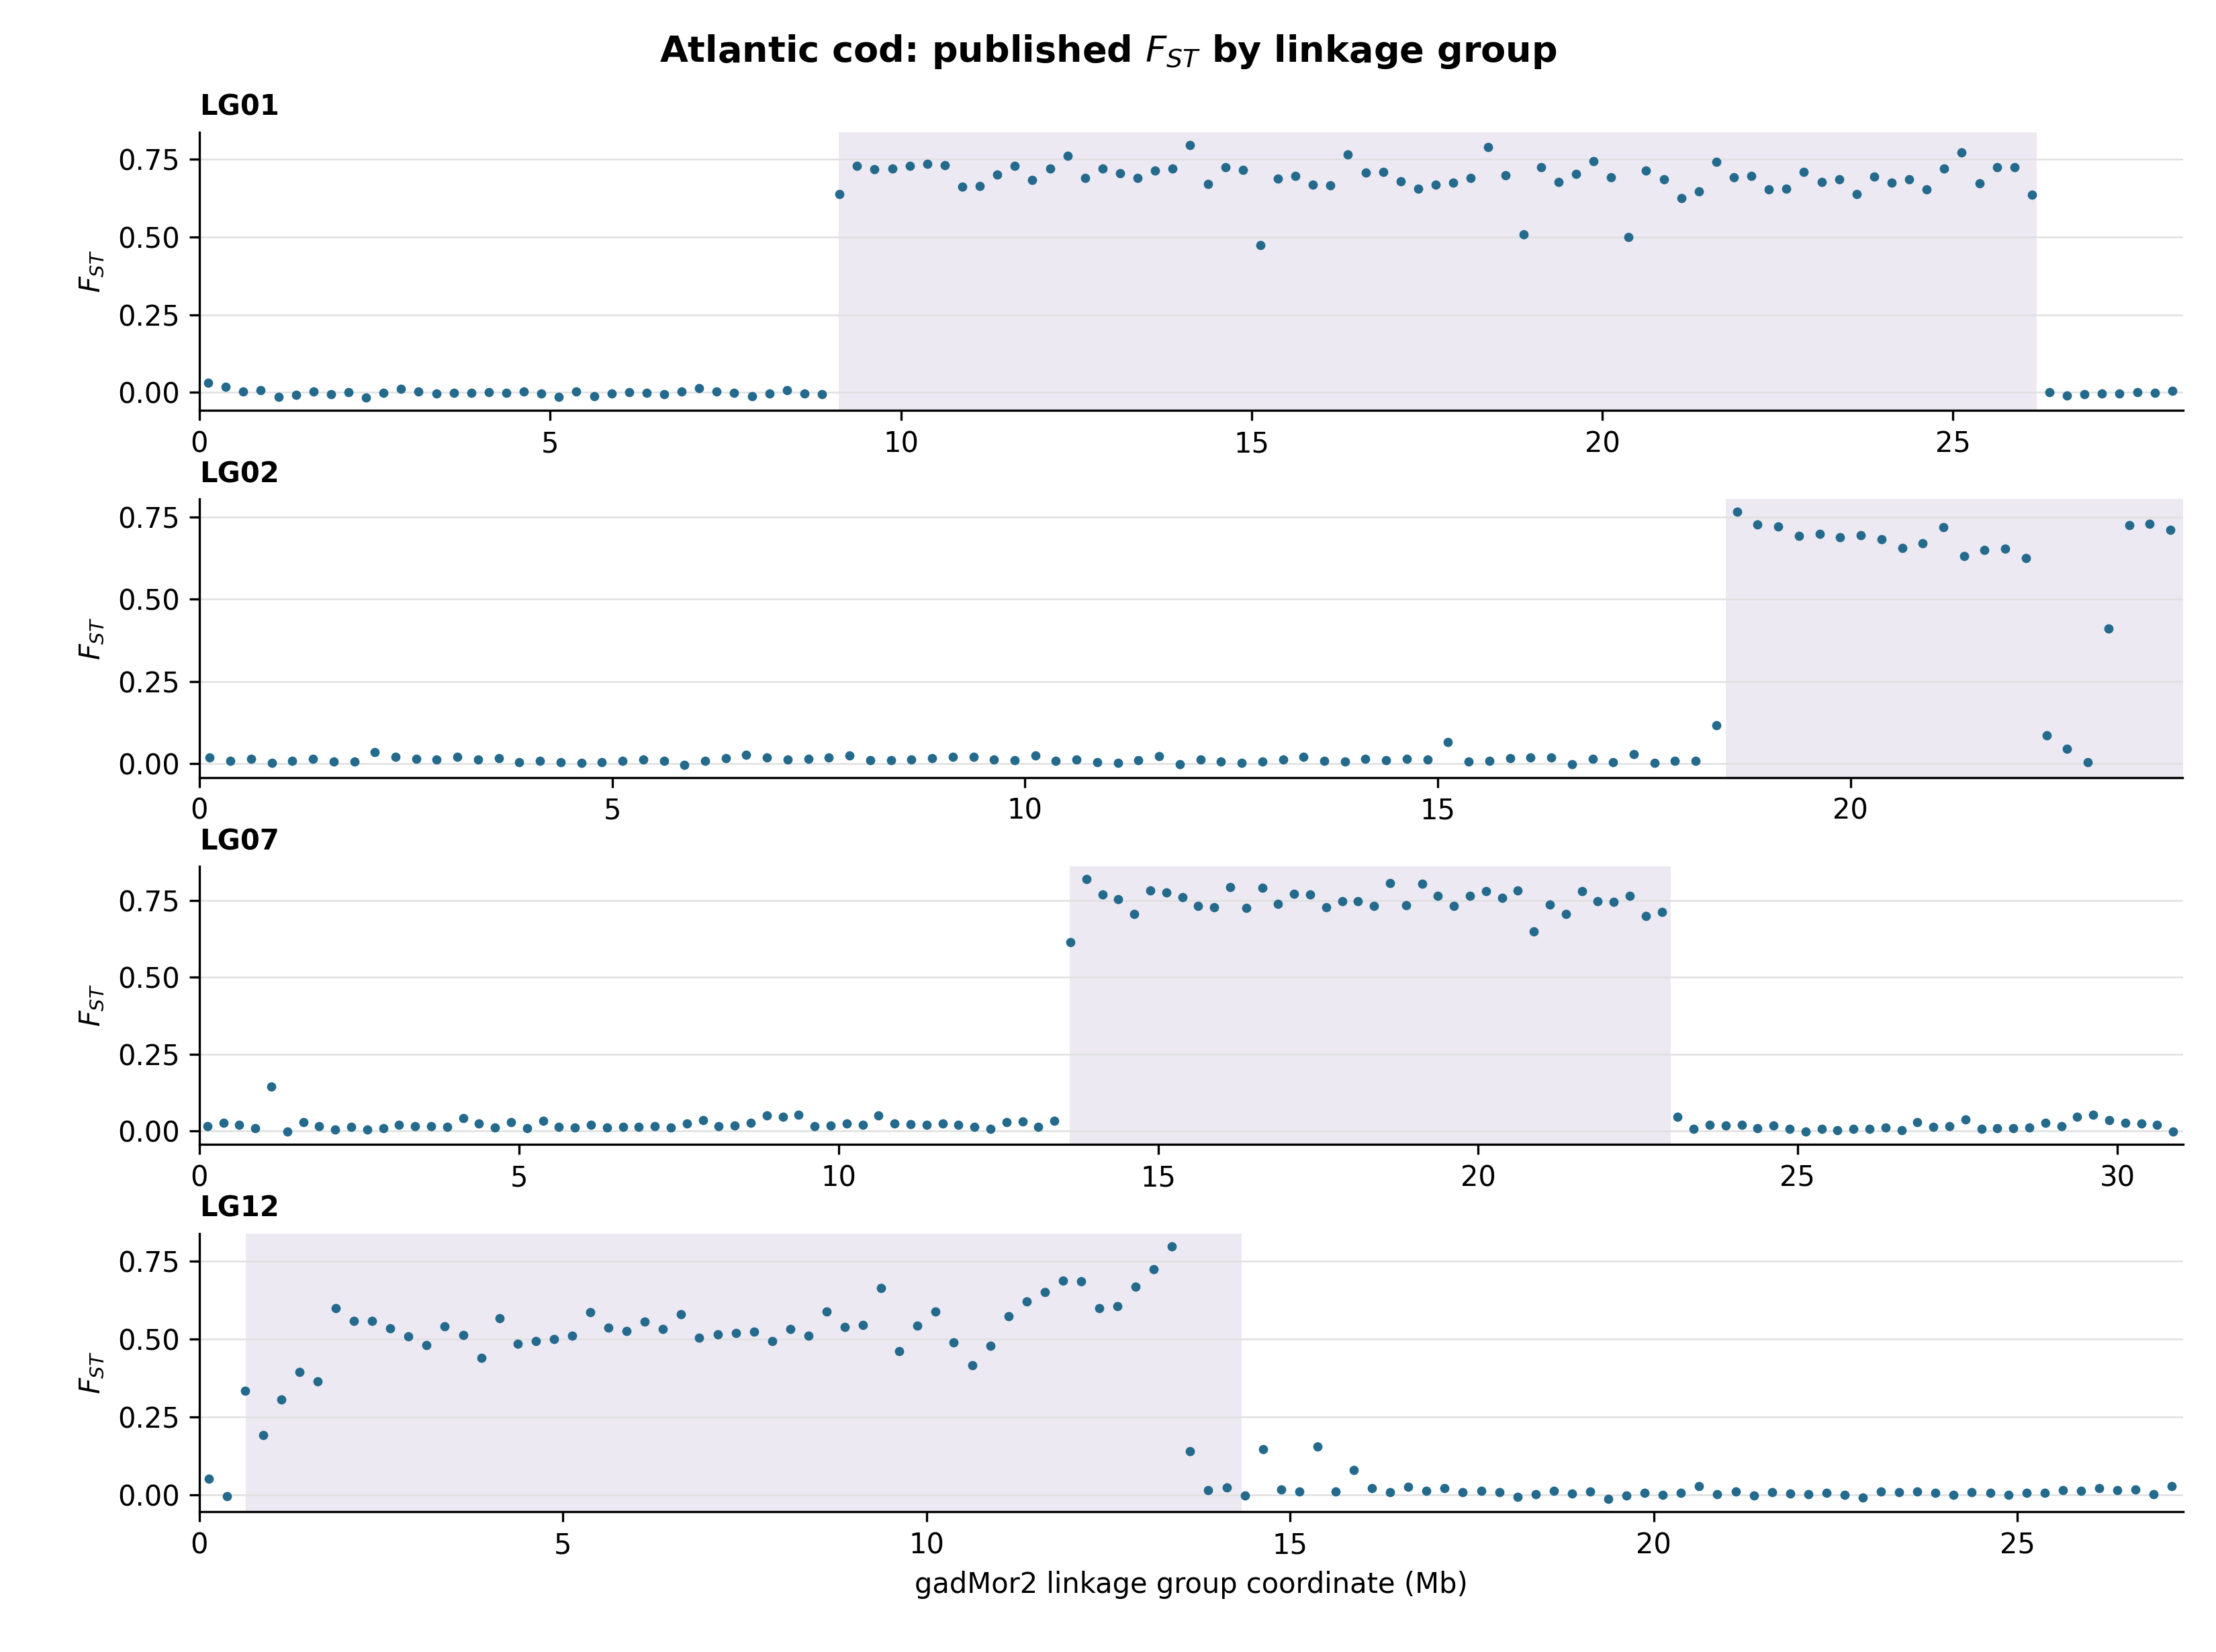 Atlantic cod: published F_ST by linkage group
LG01
0.75
0.50
0.25
0.00
F_ST
0 5 10 15 20 25
LG02
0.75
0.50
0.25
0.00
F_ST
0 5 10 15 20
LG07
0.75
0.50
0.25
0.00
F_ST
0 5 10 15 20 25 30
LG12
0.75
0.50
0.25
0.00
F_ST
0 5 10 15 20 25
gadMor2 linkage group coordinate (Mb)